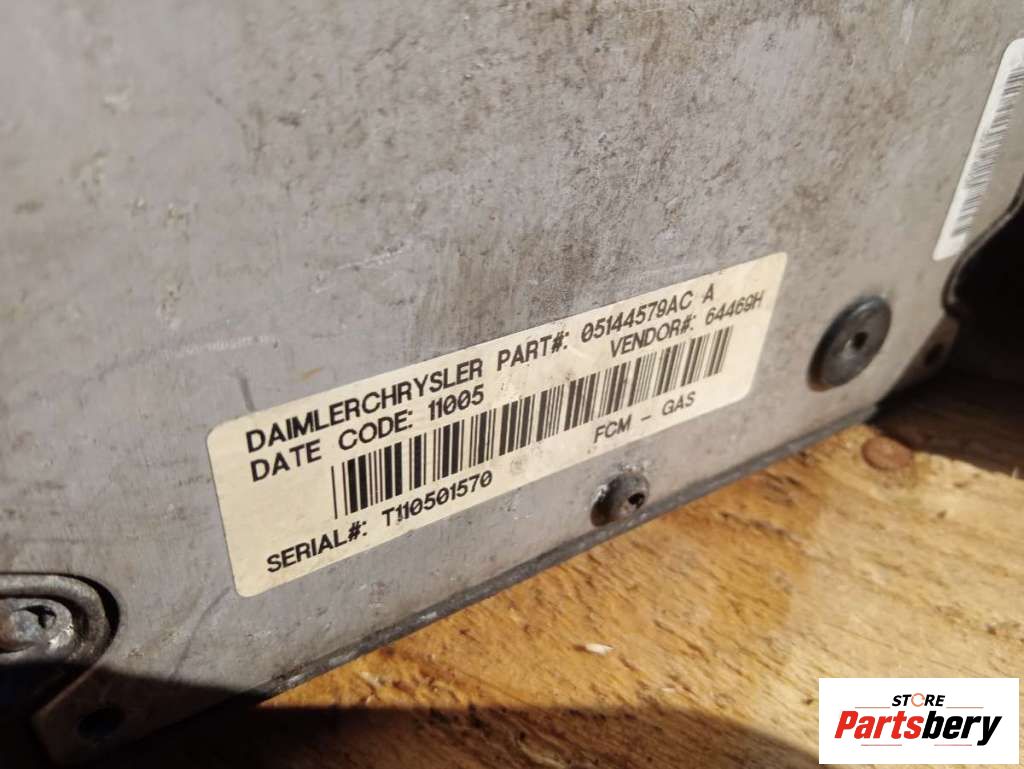 DAIMLERCHRYSLER PART#: 05144579AC A
DATE CODE: 11005 VENDOR#: 64469H
SERIAL#: T110501570 FCM - GAS
STORE
Partsbery